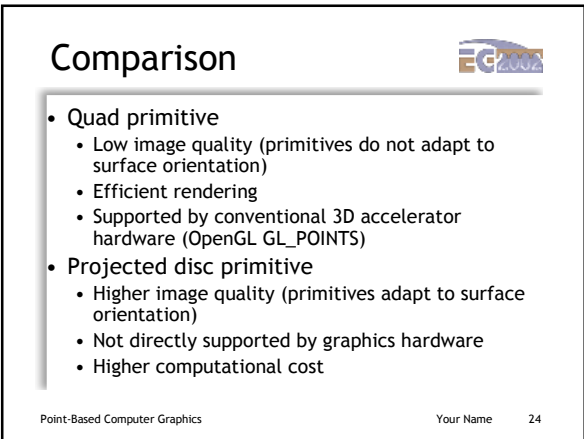 Comparison
EG2002
• Quad primitive
• Low image quality (primitives do not adapt to
surface orientation)
• Efficient rendering
• Supported by conventional 3D accelerator
hardware (OpenGL GL_POINTS)
• Projected disc primitive
• Higher image quality (primitives adapt to surface
orientation)
• Not directly supported by graphics hardware
• Higher computational cost
Point-Based Computer Graphics Your Name 24